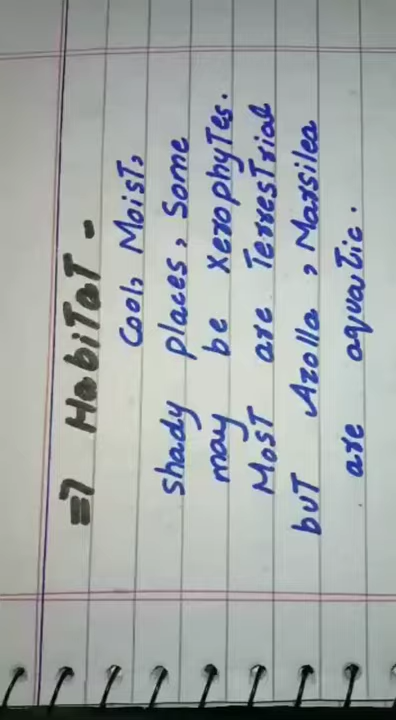 => HabiTaT -
Cool, MoisT,
Shady places, Some
may be xerophyTes.
MosT are TerresTrial
buT Azolla, Marsilea
are aquaTic.